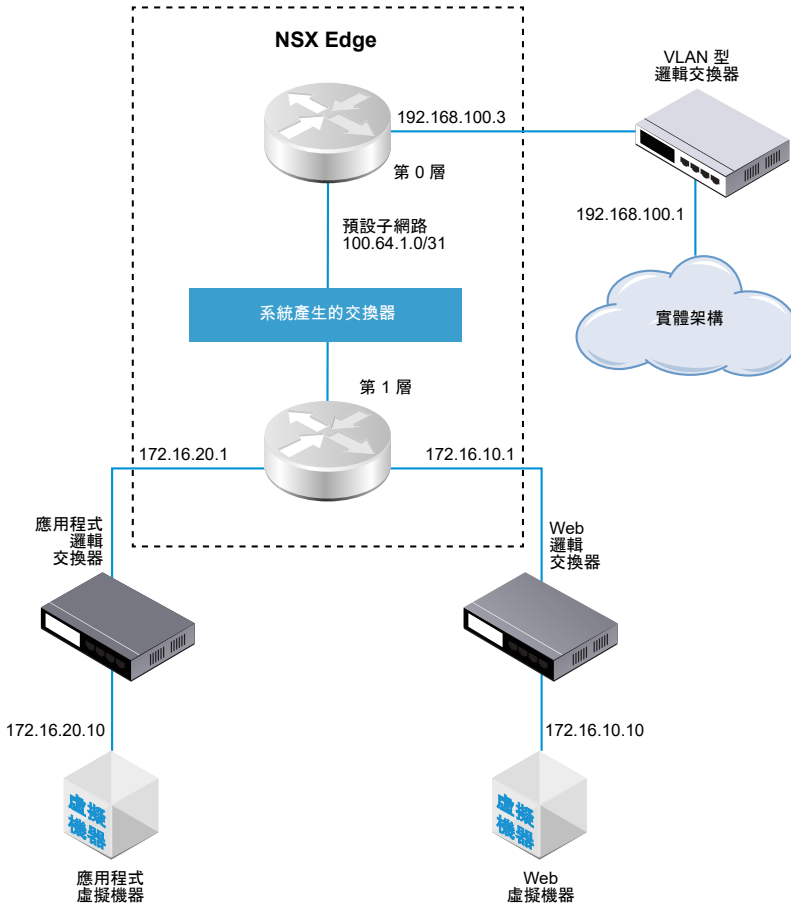 NSX Edge
VLAN 型
邏輯交換器
192.168.100.3
第 0 層
192.168.100.1
預設子網路
100.64.1.0/31
系統產生的交換器
實體架構
第 1 層
172.16.20.1
172.16.10.1
應用程式
邏輯
交換器
Web
邏輯
交換器
172.16.20.10
172.16.10.10
虛擬
機器
虛擬
機器
應用程式
虛擬機器
Web
虛擬機器